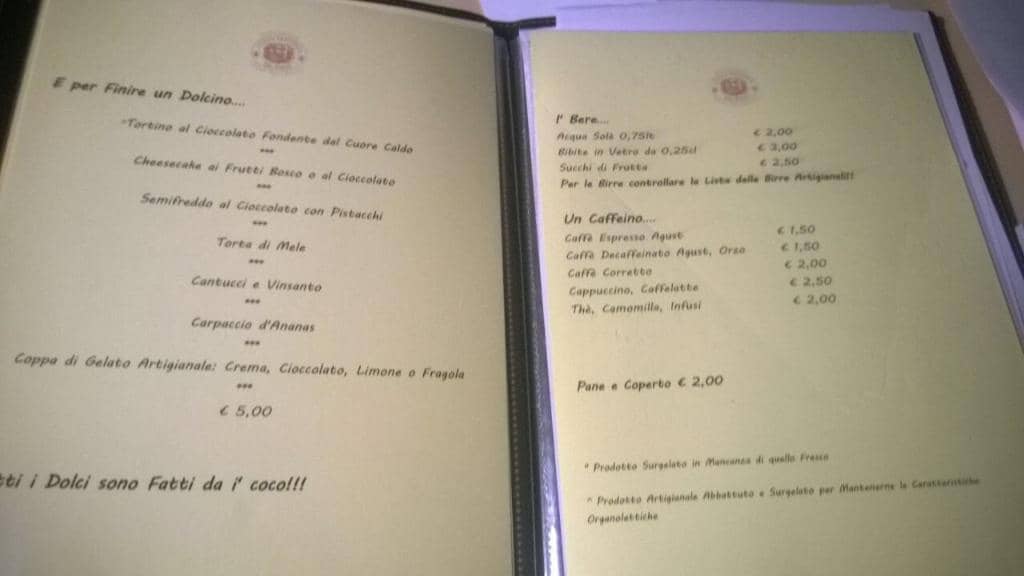 E per Finire un Dolcino....
^Tortino al Cioccolato Fondente dal Cuore Caldo
***
Cheesecake ai Frutti Bosco o al Cioccolato
***
Semifreddo al Cioccolato con Pistacchi
***
Torta di Mele
***
Cantucci e Vinsanto
***
Carpaccio d'Ananas
***
Coppa di Gelato Artigianale: Crema, Cioccolato, Limone o Fragola
***
€ 5,00
tti i Dolci sono Fatti da i' coco!!!
I' Bere....
Acqua Solà 0,75lt € 2,00
Bibite in Vetro da 0,25cl € 3,00
Succhi di Frutta € 2,50
Per le Birre controllare la Lista delle Birre Artigianali!!!
Un Caffeino....
Caffè Espresso Agust € 1,50
Caffè Decaffeinato Agust, Orzo € 1,50
Caffè Corretto € 2,00
Cappuccino, Caffelatte € 2,50
Thè, Camomilla, Infusi € 2,00
Pane e Coperto € 2,00
° Prodotto Surgelato in Mancanza di quello Fresco
^ Prodotto Artigianale Abbattuto e Surgelato per Mantenerne le Caratteristiche
Organolettiche